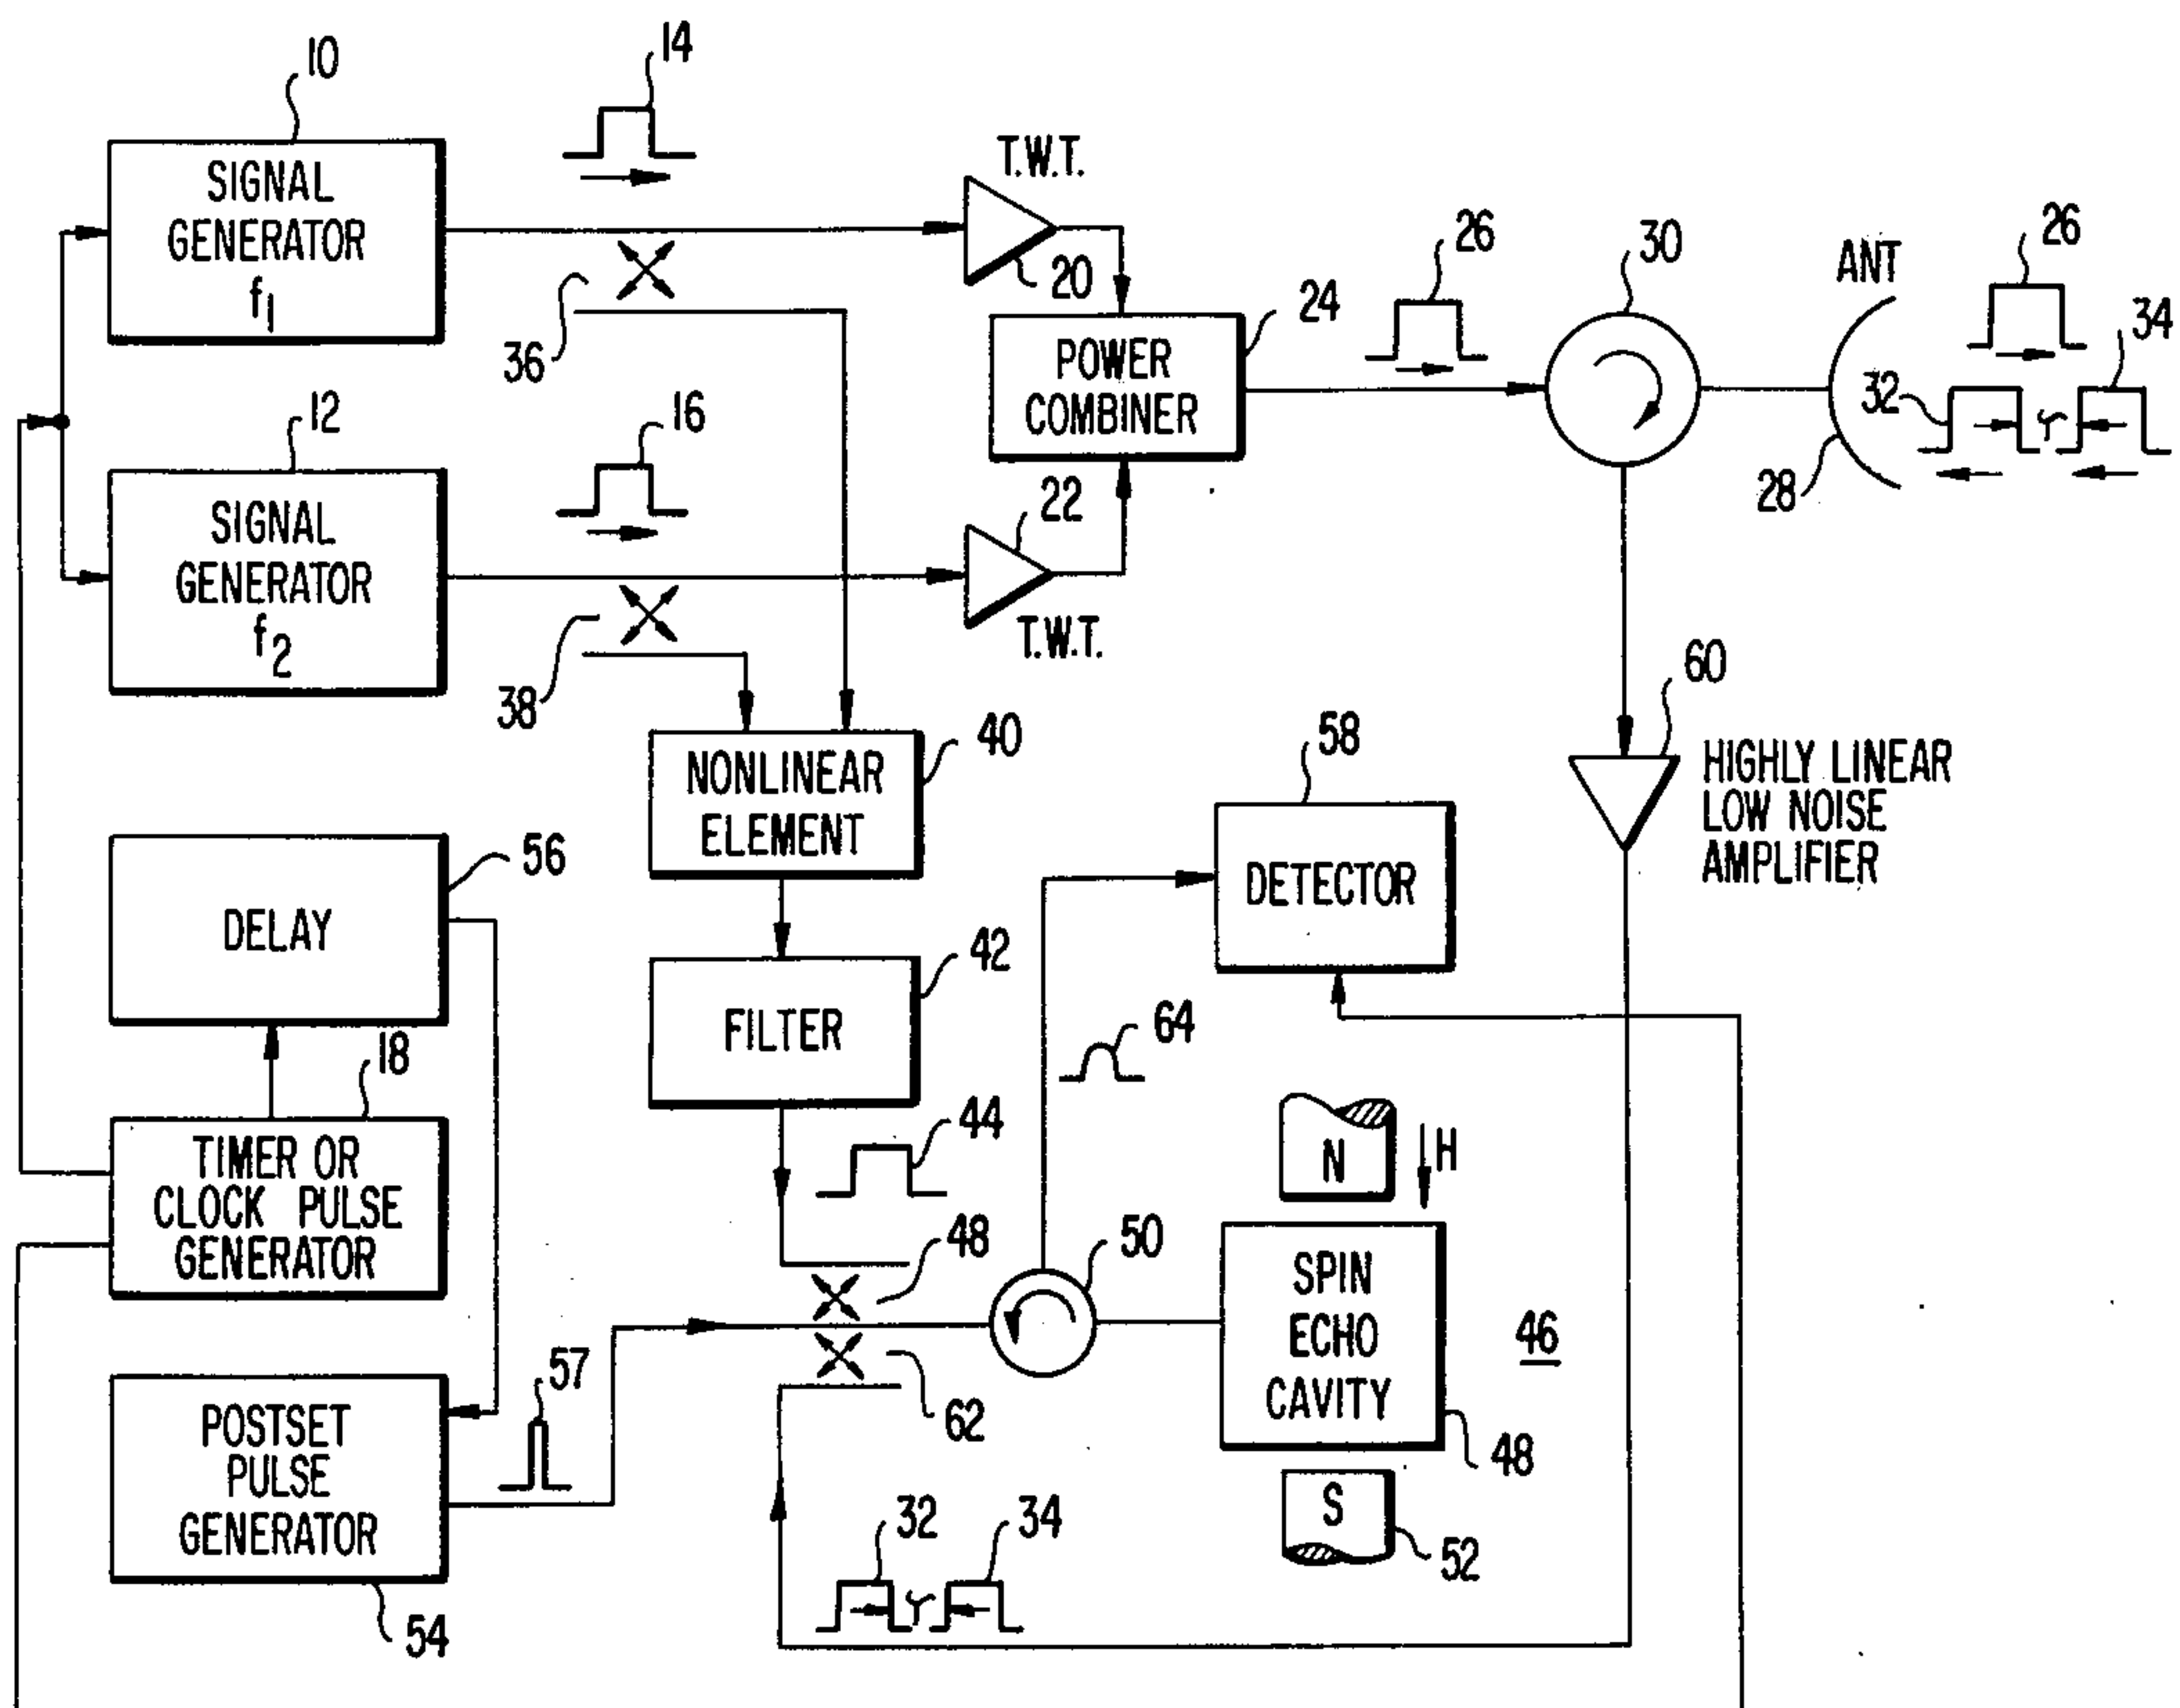 10
14
SIGNAL
GENERATOR
f1
T.W.T.
20
26
30
ANT
26
34
32
28
36
24
POWER
COMBINER
12
16
SIGNAL
GENERATOR
f2
22
T.W.T.
38
40
NONLINEAR
ELEMENT
60
HIGHLY LINEAR
LOW NOISE
AMPLIFIER
58
DETECTOR
56
DELAY
42
FILTER
18
TIMER OR
CLOCK PULSE
GENERATOR
64
44
N
H
48
50
SPIN
ECHO
CAVITY
46
48
57
62
POSTSET
PULSE
GENERATOR
54
S
52
32
34